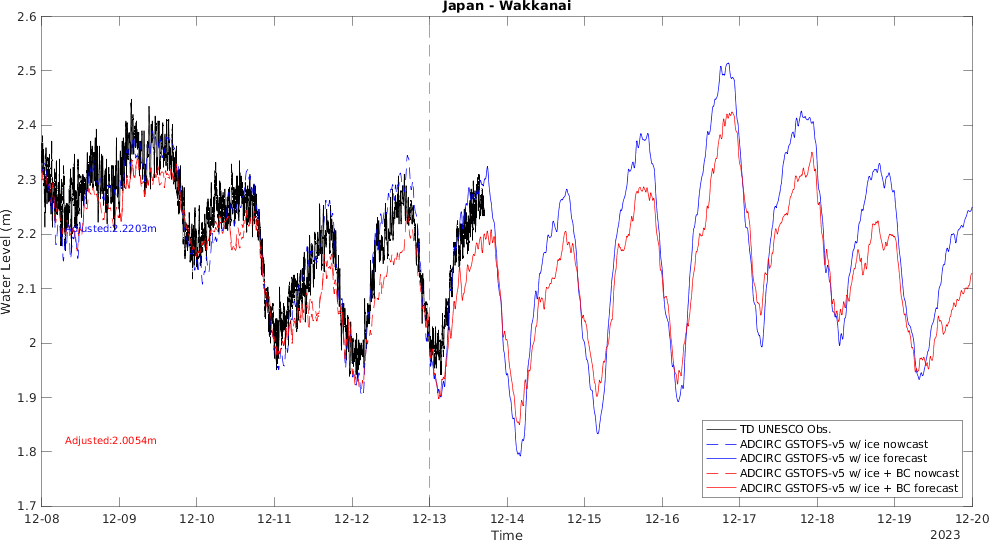 Japan - Wakkanai
2.6
2.5
2.4
2.3
2.2
2.1
2
1.9
1.8
1.7
Water Level (m)
Adjusted:2.2203m
Adjusted:2.0054m
TD UNESCO Obs.
ADCIRC GSTOFS-v5 w/ ice nowcast
ADCIRC GSTOFS-v5 w/ ice forecast
ADCIRC GSTOFS-v5 w/ ice + BC nowcast
ADCIRC GSTOFS-v5 w/ ice + BC forecast
12-08 12-09 12-10 12-11 12-12 12-13 12-14 12-15 12-16 12-17 12-18 12-19 12-20
Time
2023